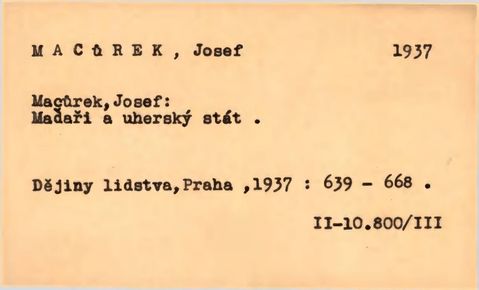 MACŮREK, Josef 1937
Macůrek,Josef:
Maďaři a uherský stát .
Dějiny lidstva,Praha ,1937 : 639 - 668 .
II-10.800/III